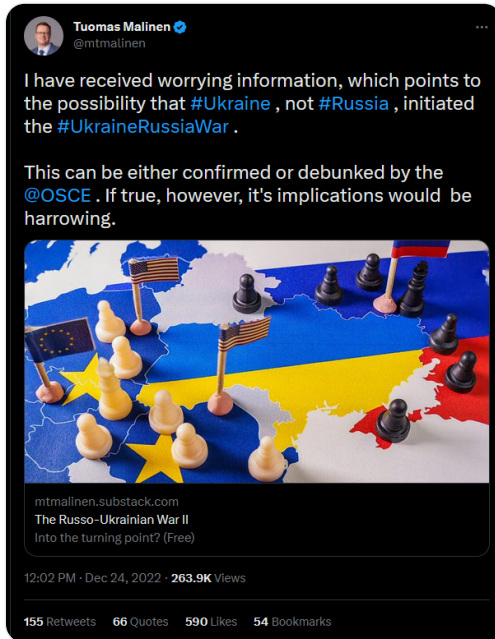 Tuomas Malinen
@mtmalinen
I have received worrying information, which points to
the possibility that #Ukraine , not #Russia , initiated
the #UkraineRussiaWar .
This can be either confirmed or debunked by the
@OSCE . If true, however, it's implications would  be
harrowing.
mtmalinen.substack.com
The Russo-Ukrainian War II
Into the turning point? (Free)
12:02 PM · Dec 24, 2022 · 263.9K Views
155 Retweets 66 Quotes 590 Likes 54 Bookmarks